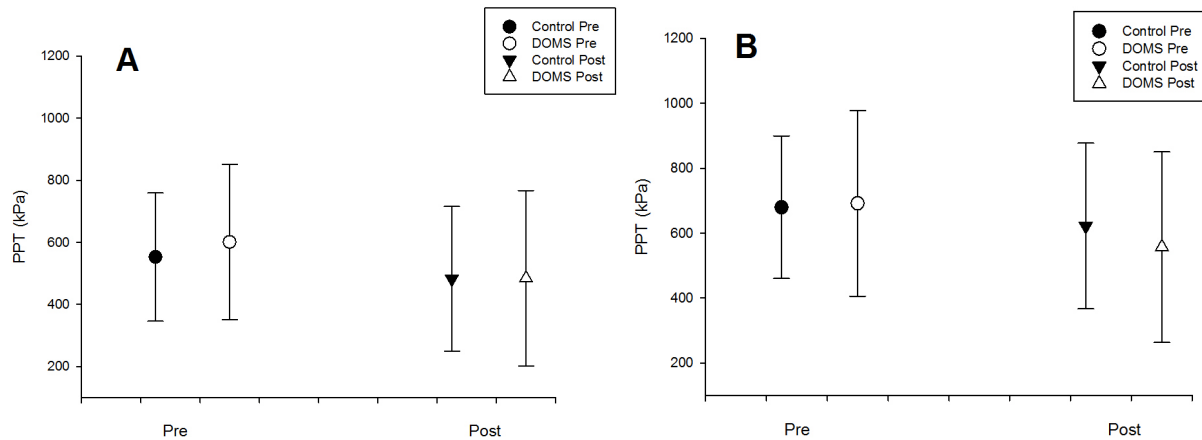 A
Control Pre
DOMS Pre
Control Post
DOMS Post
1200
1000
800
600
400
200
PPT (kPa)
Pre
Post
B
Control Pre
DOMS Pre
Control Post
DOMS Post
1200
1000
800
600
400
200
PPT (kPa)
Pre
Post